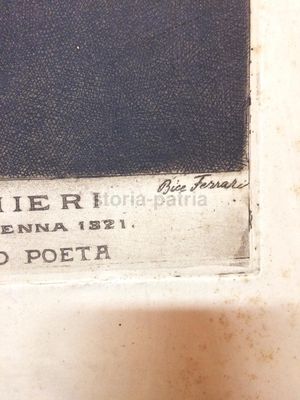 Bice Ferrari
HIERI
storia-patria
ENNA 1321.
O POETA